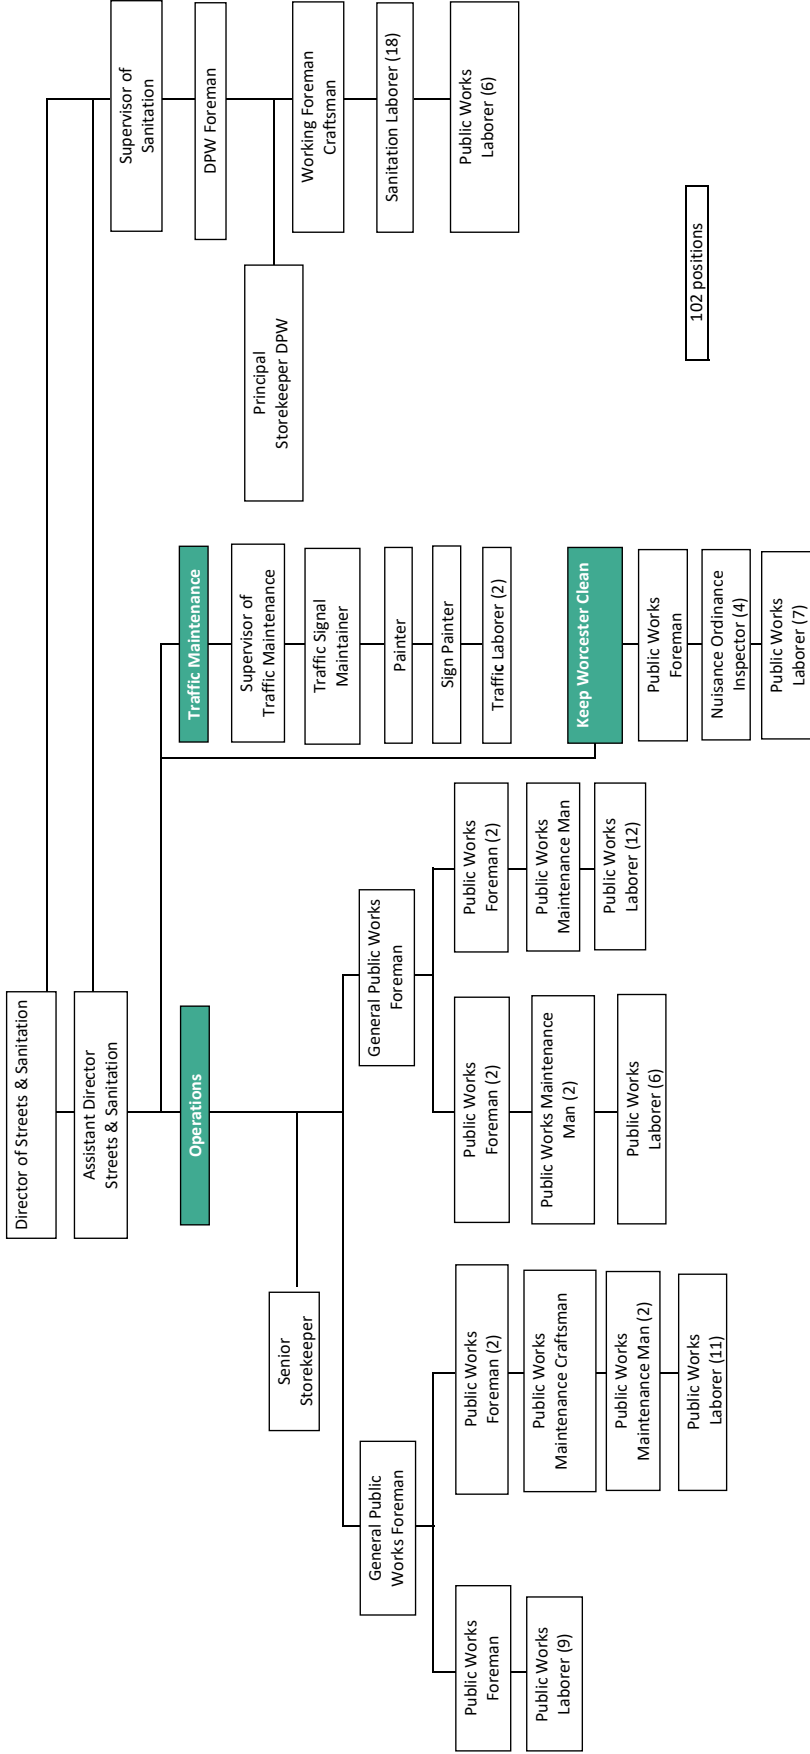 Director of Streets & Sanitation
Assistant Director
Streets & Sanitation
Operations
Senior
Storekeeper
General Public
Works Foreman
Public Works
Foreman
Public Works
Laborer (9)
Public Works
Foreman (2)
Public Works
Maintenance Craftsman
Public Works
Maintenance Man (2)
Public Works
Laborer (11)
General Public Works
Foreman
Public Works
Foreman (2)
Public Works Maintenance
Man (2)
Public Works
Laborer (6)
Public Works
Foreman (2)
Public Works
Maintenance Man
Public Works
Laborer (12)
Traffic Maintenance
Supervisor of
Traffic Maintenance
Traffic Signal
Maintainer
Painter
Sign Painter
Traffic Laborer (2)
Keep Worcester Clean
Public Works
Foreman
Nuisance Ordinance
Inspector (4)
Public Works
Laborer (7)
Supervisor of
Sanitation
DPW Foreman
Principal
Storekeeper DPW
Working Foreman
Craftsman
Sanitation Laborer (18)
Public Works
Laborer (6)
102 positions